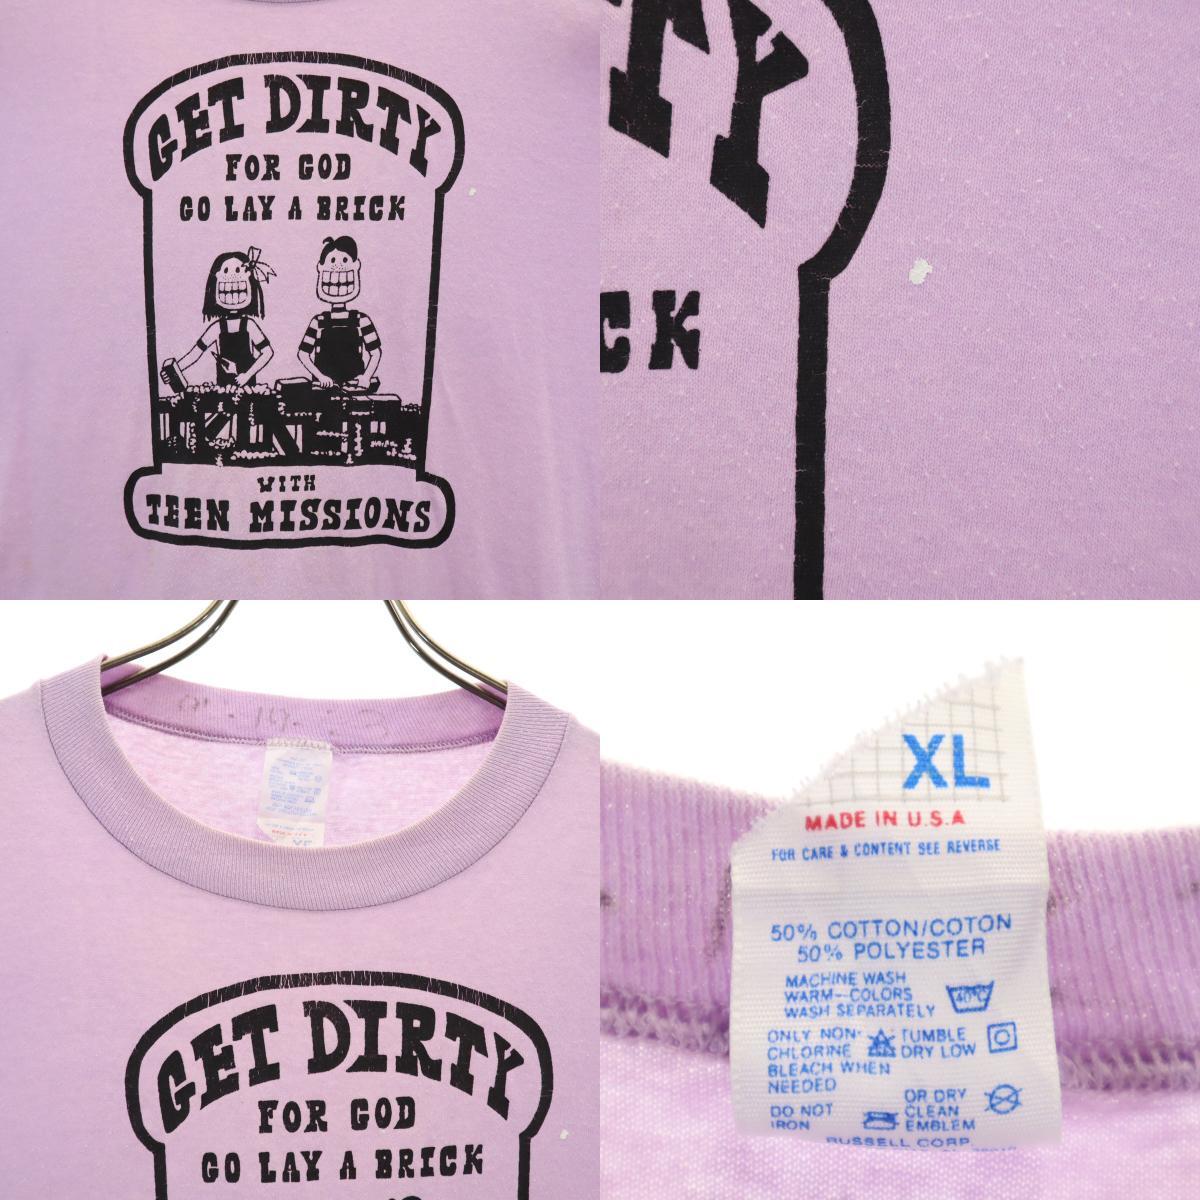 GET DIRTY
FOR GOD
GO LAY A BRICK
WITH
TEEN MISSIONS
TY
CK
GET DIRTY
FOR GOD
GO LAY A BRICK
XL
MADE IN U.S.A
FOR CARE & CONTENT SEE REVERSE
50% COTTON/COTON
50% POLYESTER
MACHINE WASH
WARM--COLORS
WASH SEPARATELY
40°C
ONLY NON-
CHLORINE
BLEACH WHEN
NEEDED
TUMBLE
DRY LOW
DO NOT
IRON
OR DRY
CLEAN
EMBLEM
RUSSELL CORP.